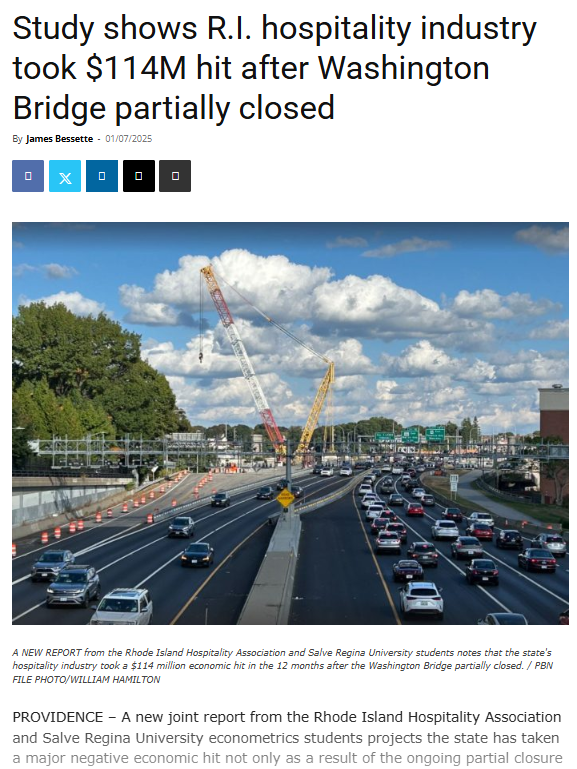 Study shows R.I. hospitality industry
took $114M hit after Washington
Bridge partially closed
By James Bessette - 01/07/2025
A NEW REPORT from the Rhode Island Hospitality Association and Salve Regina University students notes that the state's
hospitality industry took a $114 million economic hit in the 12 months after the Washington Bridge partially closed. / PBN
FILE PHOTO/WILLIAM HAMILTON
PROVIDENCE – A new joint report from the Rhode Island Hospitality Association
and Salve Regina University econometrics students projects the state has taken
a major negative economic hit not only as a result of the ongoing partial closure